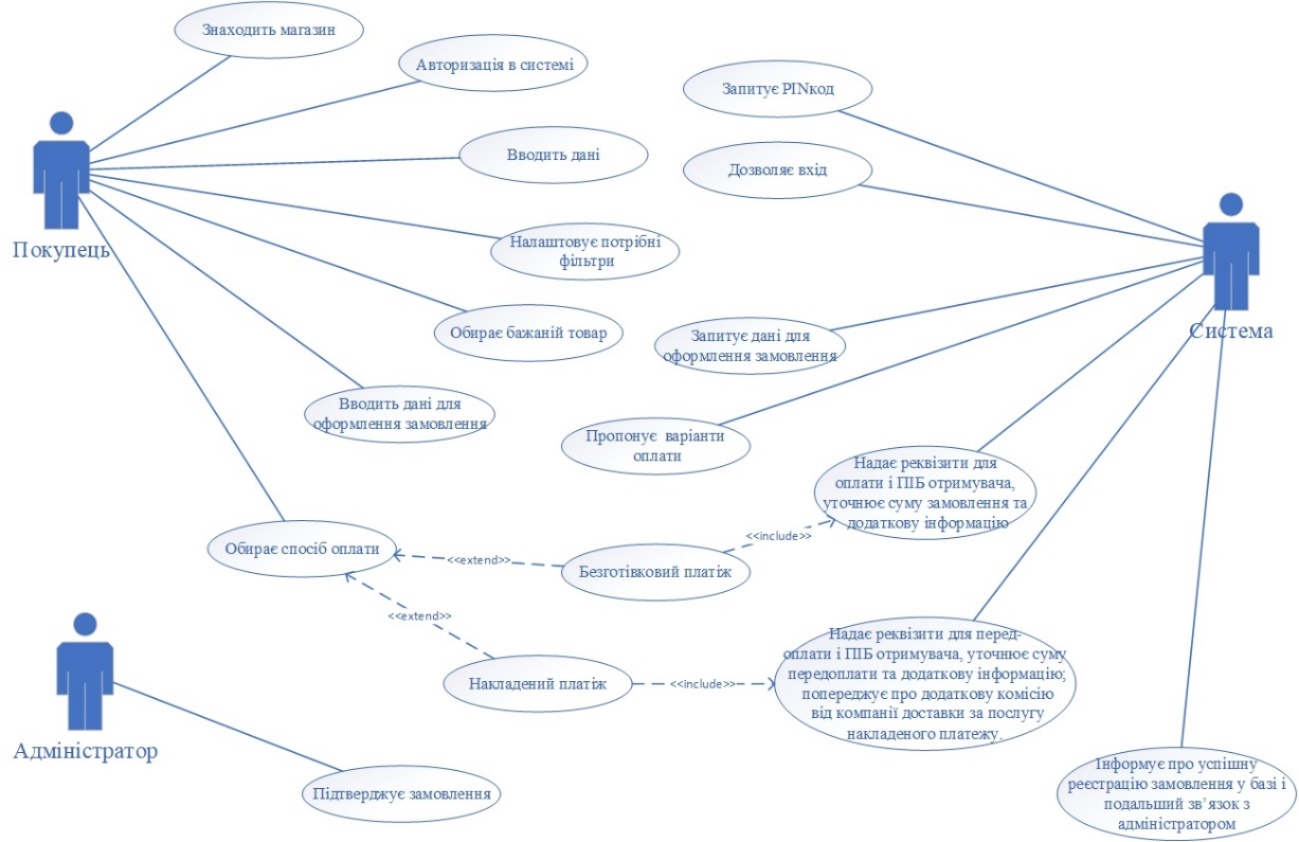 Знаходить магазин
Авторизація в системі
Запитує PINкод
Вводить дані
Дозволяє вхід
Покупець
Налаштовує потрібні
фільтри
Система
Обирає бажаній товар
Запитує дані для
оформлення замовлення
Вводить дані для
оформлення замовлення
Пропонує варіанти
оплати
Надає реквізити для
оплати і ПІБ отримувача,
уточнює суму замовлення та
додаткову інформацію
<<include>>
Обирає спосіб оплати
<<extend>>
Безготівковий платіж
<<extend>>
Надає реквізити для перед-
оплати і ПІБ отримувача, уточнює суму
передоплати та додаткову інформацію;
попереджує про додаткову комісію
від компанії доставки за послугу
накладеного платежу.
Накладений платіж
<<include>>
Адміністратор
Підтверджує замовлення
Інформує про успішну
реєстрацію замовлення у базі і
подальший зв’язок з
адміністратором